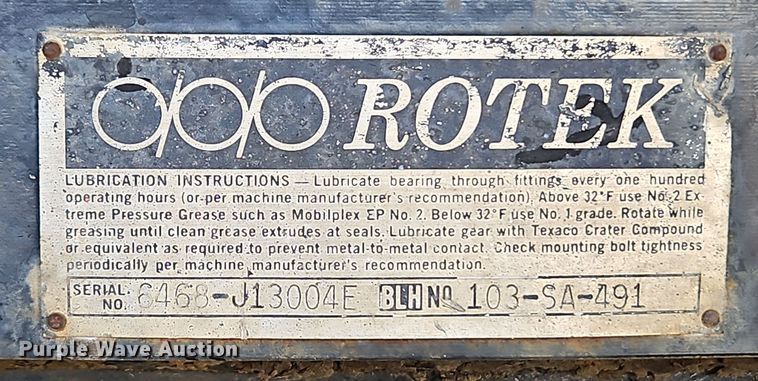 ROTEK
LUBRICATION INSTRUCTIONS — Lubricate bearing through fittings every one hundred
operating hours (or per machine manufacturer's recommendation). Above 32°F use No. 2 Ex-
treme Pressure Grease such as Mobilplex EP No. 2. Below 32°F use No. 1 grade. Rotate while
greasing until clean grease extrudes at seals. Lubricate gear with Texaco Crater Compound
or equivalent as required to prevent metal-to-metal contact. Check mounting bolt tightness
periodically per machine manufacturer's recommendation.
SERIAL NO. 6468-J13004E BLH NO 103-SA-491
Purple Wave Auction